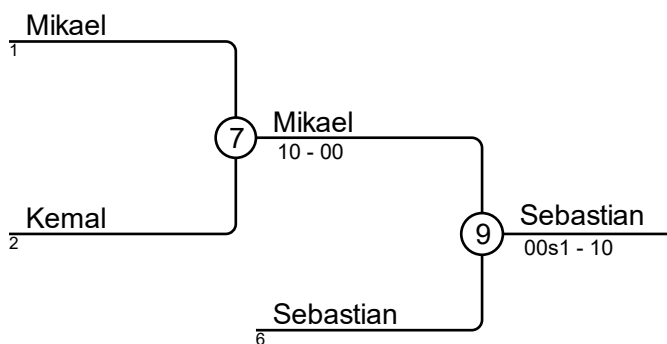 Mikael
1
7
Mikael
10 - 00
Kemal
2
9
Sebastian
00s1 - 10
Sebastian
6